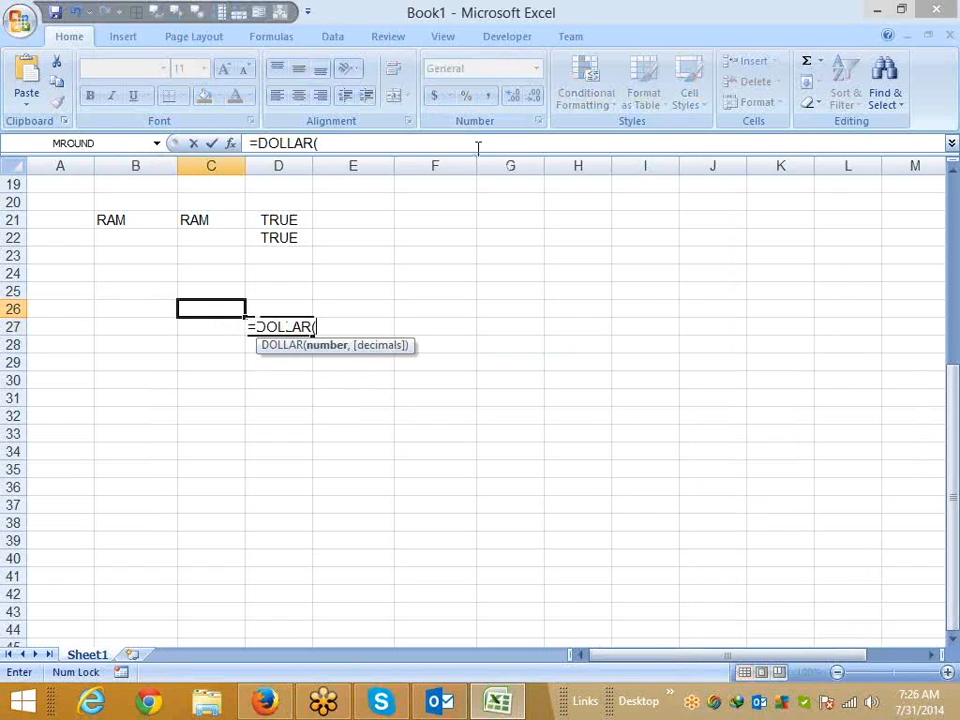 Book1 - Microsoft Excel
Home Insert Page Layout Formulas Data Review View Developer Team
Paste
11
General
Conditional Formatting
Format as Table
Cell Styles
Insert
Delete
Format
Sort & Filter
Find & Select
Clipboard Font Alignment Number Styles Cells Editing
MROUND =DOLLAR(
A B C D E F G H I J K L M
19
20
21 RAM RAM TRUE
22 TRUE
23
24
25
26
27 =DOLLAR(
28 DOLLAR(number, [decimals])
29
30
31
32
33
34
35
36
37
38
39
40
41
42
43
44
45
Sheet1
Enter Num Lock 100%
Links Desktop 7:26 AM
7/31/2014